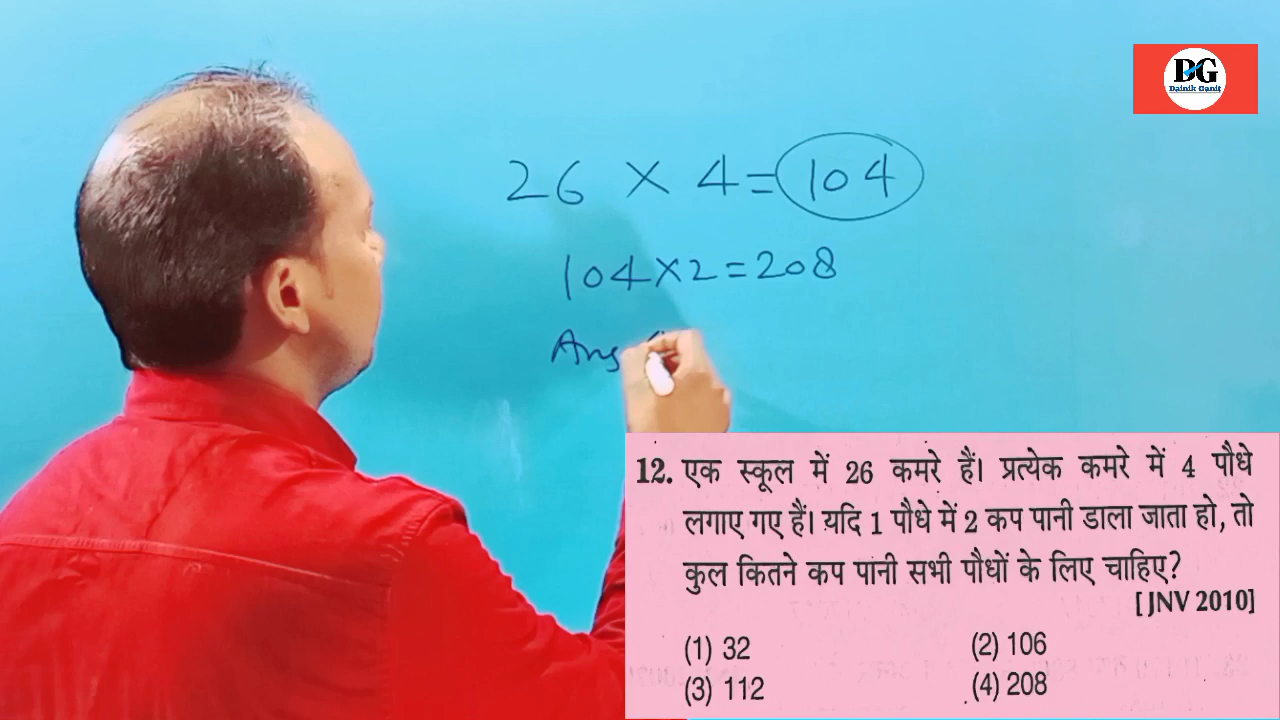 DG
Dainik Ganit
26 × 4 = 104
104 × 2 = 208
Ans
12. एक स्कूल में 26 कमरे हैं। प्रत्येक कमरे में 4 पौधे
लगाए गए हैं। यदि 1 पौधे में 2 कप पानी डाला जाता हो, तो
कुल कितने कप पानी सभी पौधों के लिए चाहिए?
[JNV 2010]
(1) 32 (2) 106
(3) 112 (4) 208